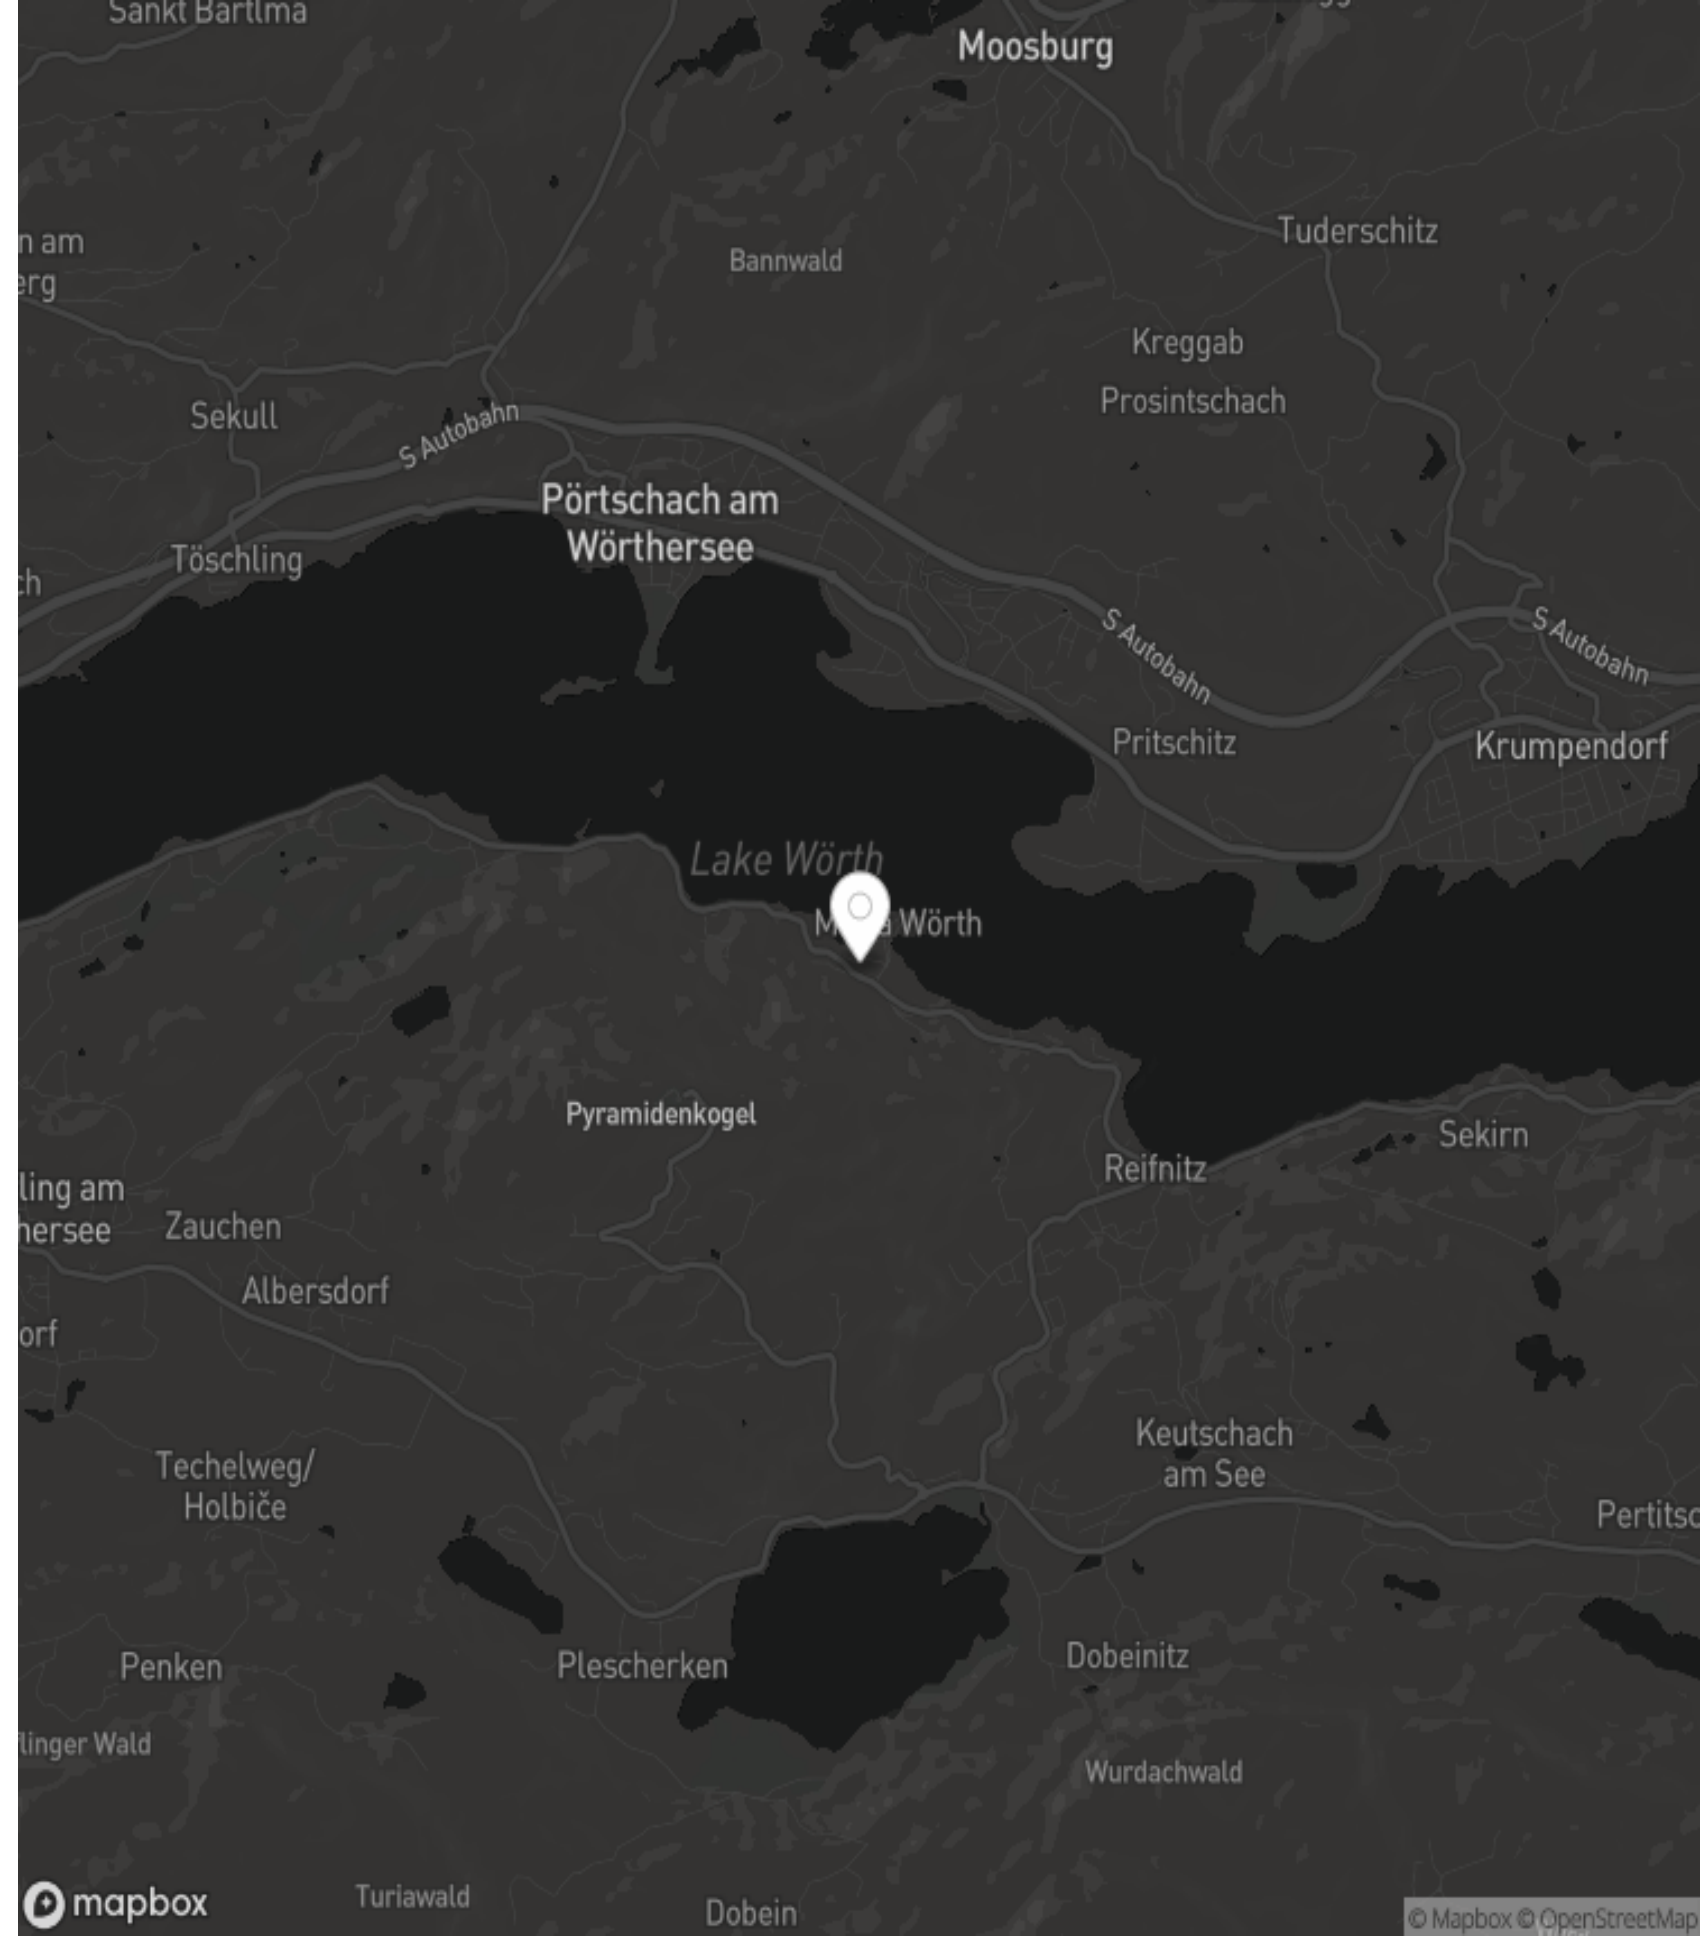 Sankt Bartlmä
Moosburg
n am
erg
Bannwald
Tuderschitz
Kreggab
Prosintschach
Sekull
S Autobahn
Pörtschach am
Wörthersee
Töschling
ch
S Autobahn
S Autobahn
Pritschitz
Krumpendorf
Lake Wörth
Wörth
Pyramidenkogel
Sekirn
Reifnitz
ling am
hersee
Zauchen
Albersdorf
orf
Keutschach
am See
Techelweg/
Holbiče
Pertitsc
Penken
Plescherken
Dobeinitz
flinger Wald
Wurdachwald
mapbox
Turiawald
Dobein
© Mapbox © OpenStreetMap